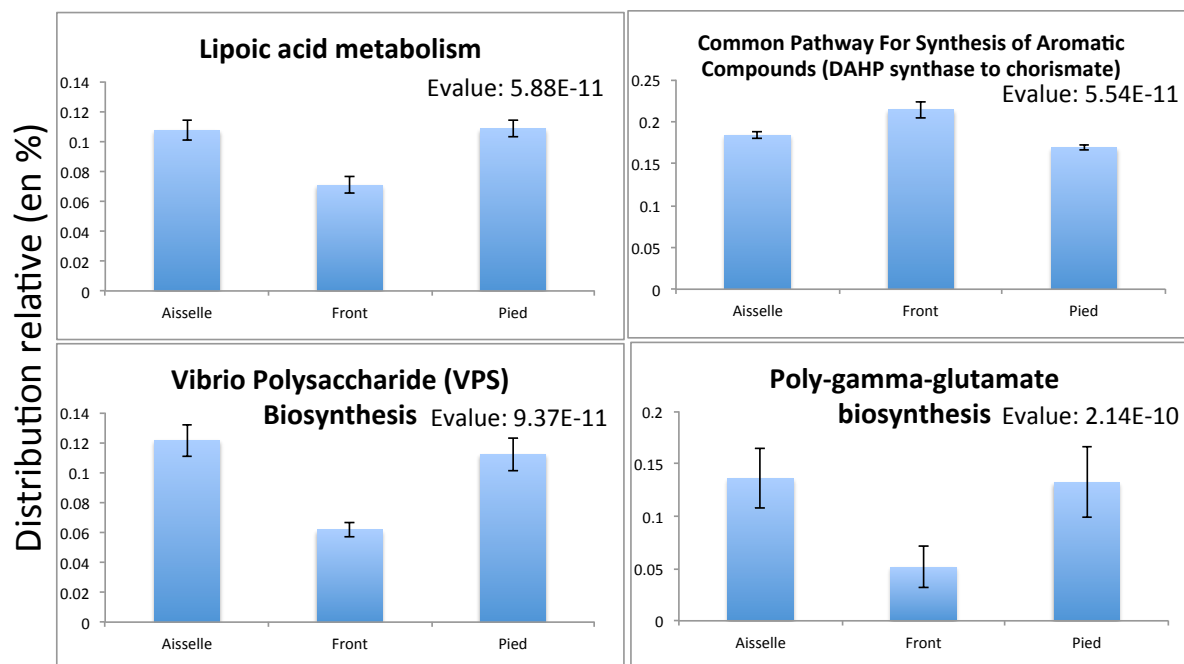 Distribution relative (en %)
Lipoic acid metabolism
Evalue: 5.88E-11
0.14
0.12
0.1
0.08
0.06
0.04
0.02
0
Aisselle Front Pied
Common Pathway For Synthesis of Aromatic
Compounds (DAHP synthase to chorismate)
Evalue: 5.54E-11
0.25
0.2
0.15
0.1
0.05
0
Aisselle Front Pied
Vibrio Polysaccharide (VPS)
Biosynthesis Evalue: 9.37E-11
0.14
0.12
0.1
0.08
0.06
0.04
0.02
0
Aisselle Front Pied
Poly-gamma-glutamate
biosynthesis Evalue: 2.14E-10
0.2
0.15
0.1
0.05
0
Aisselle Front Pied